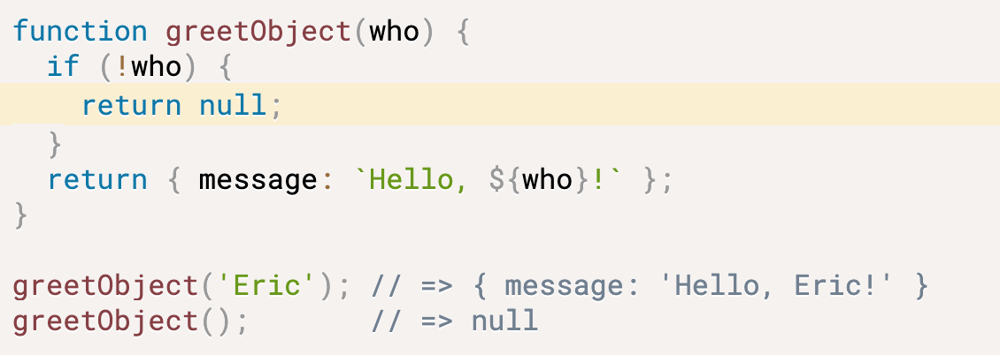 function greetObject(who) {
  if (!who) {
    return null;
  }
  return { message: `Hello, ${who}!` };
}

greetObject('Eric'); // => { message: 'Hello, Eric!' }
greetObject();       // => null